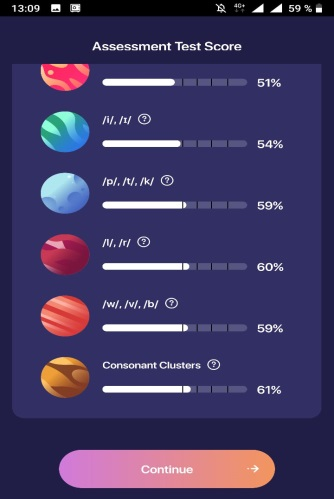 13:09 4G+ 59 %
Assessment Test Score
51%
/i/, /ɪ/ ?
54%
/p/, /t/, /k/ ?
59%
/l/, /r/ ?
60%
/w/, /v/, /b/ ?
59%
Consonant Clusters ?
61%
Continue